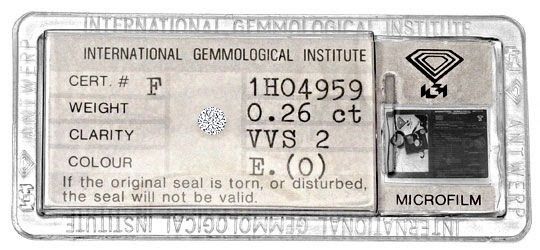 INTERNATIONAL GEMMOLOGICAL INSTITUTE
INTERNATIONAL GEMMOLOGICAL INSTITUTE
CERT. # F 1H04959
WEIGHT 0.26 ct
CLARITY VVS 2
COLOUR E.(O)
If the original seal is torn, or disturbed,
the seal will not be valid.
IGI
MICROFILM
ANTWERP
ANTWERP
INTERNATIONAL GEMMOLOGICAL INSTITUTE